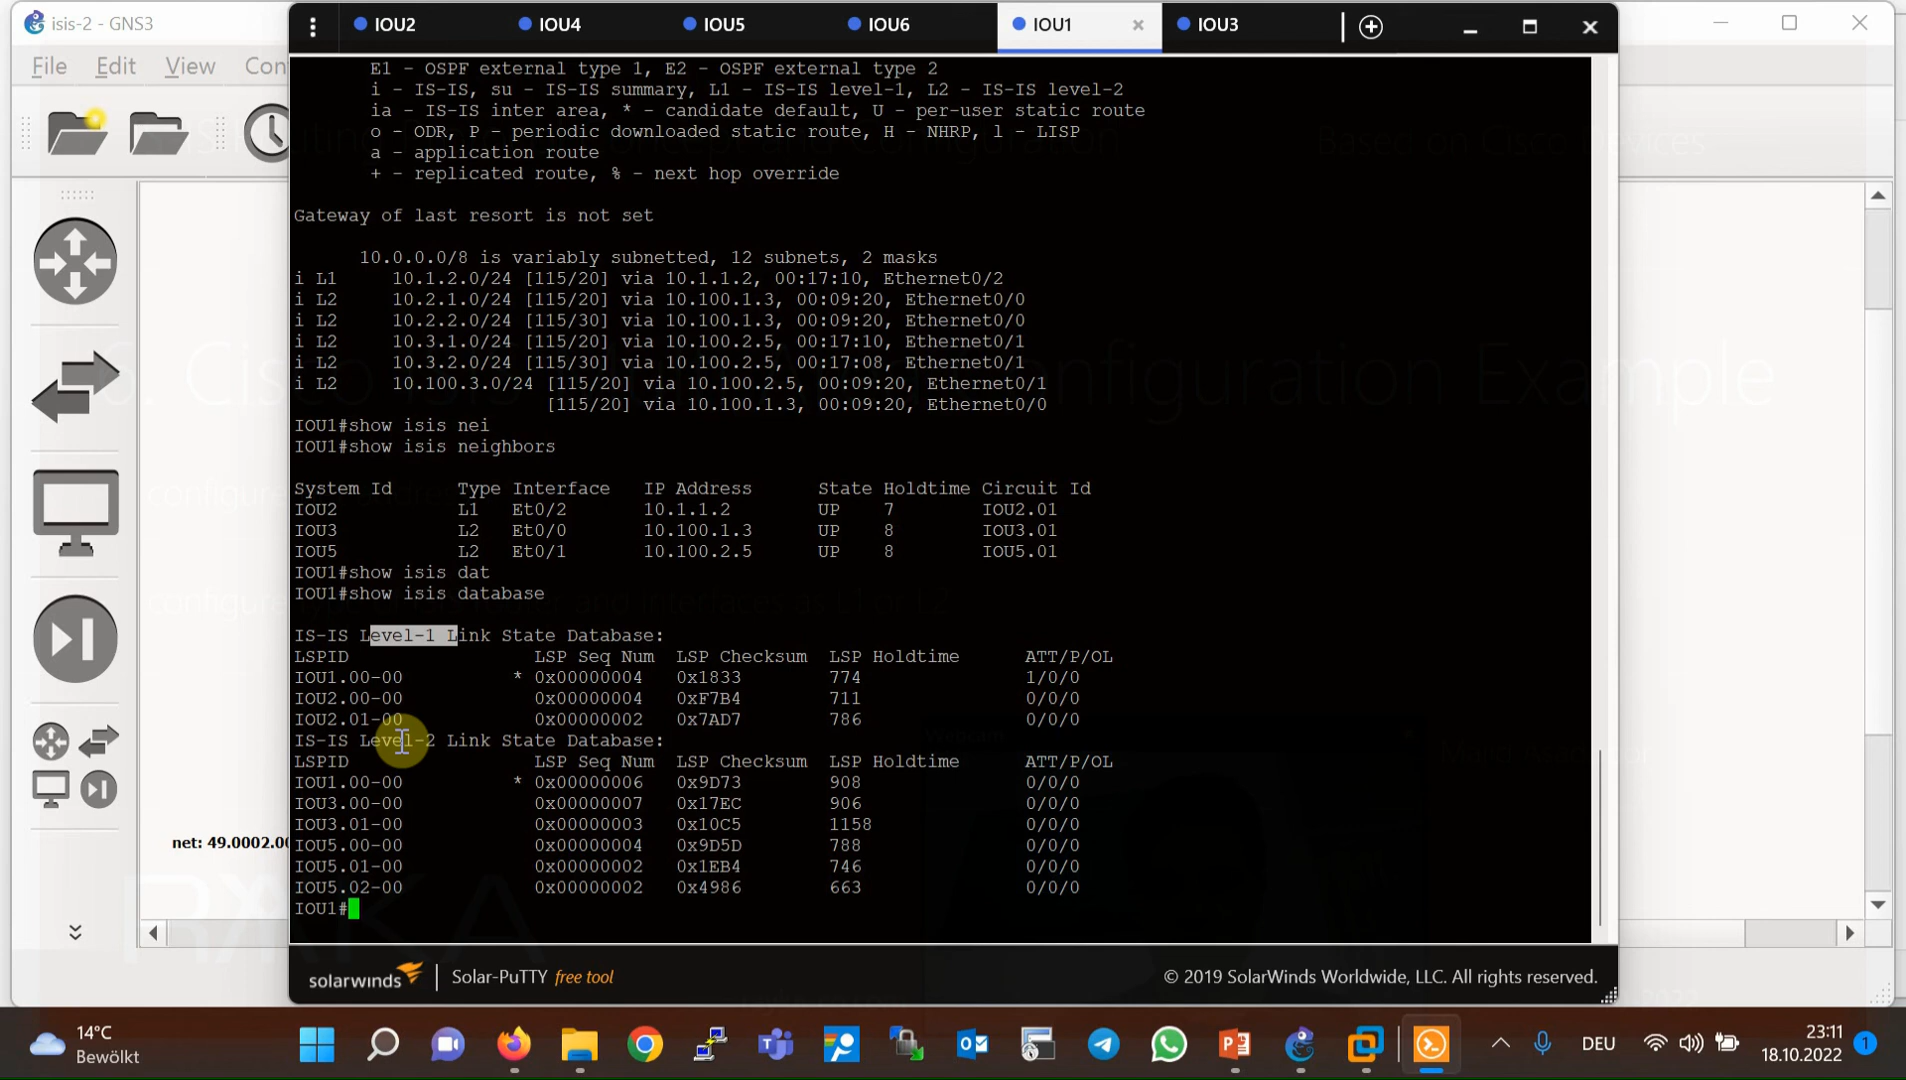 isis-2 - GNS3
File Edit View Con
IOU2 IOU4 IOU5 IOU6 IOU1 IOU3
E1 - OSPF external type 1, E2 - OSPF external type 2
i - IS-IS, su - IS-IS summary, L1 - IS-IS level-1, L2 - IS-IS level-2
ia - IS-IS inter area, * - candidate default, U - per-user static route
o - ODR, P - periodic downloaded static route, H - NHRP, l - LISP
a - application route
+ - replicated route, % - next hop override
Gateway of last resort is not set
10.0.0.0/8 is variably subnetted, 12 subnets, 2 masks
i L1 10.1.2.0/24 [115/20] via 10.1.1.2, 00:17:10, Ethernet0/2
i L2 10.2.1.0/24 [115/20] via 10.100.1.3, 00:09:20, Ethernet0/0
i L2 10.2.2.0/24 [115/30] via 10.100.1.3, 00:09:20, Ethernet0/0
i L2 10.3.1.0/24 [115/20] via 10.100.2.5, 00:17:10, Ethernet0/1
i L2 10.3.2.0/24 [115/30] via 10.100.2.5, 00:17:08, Ethernet0/1
i L2 10.100.3.0/24 [115/20] via 10.100.2.5, 00:09:20, Ethernet0/1
[115/20] via 10.100.1.3, 00:09:20, Ethernet0/0
IOU1#show isis nei
IOU1#show isis neighbors
System Id Type Interface IP Address State Holdtime Circuit Id
IOU2 L1 Et0/2 10.1.1.2 UP 7 IOU2.01
IOU3 L2 Et0/0 10.100.1.3 UP 8 IOU3.01
IOU5 L2 Et0/1 10.100.2.5 UP 8 IOU5.01
IOU1#show isis dat
IOU1#show isis database
IS-IS Level-1 Link State Database:
LSPID LSP Seq Num LSP Checksum LSP Holdtime ATT/P/OL
IOU1.00-00 * 0x00000004 0x1833 774 1/0/0
IOU2.00-00 0x00000004 0xF7B4 711 0/0/0
IOU2.01-00 0x00000002 0x7AD7 786 0/0/0
IS-IS Level-2 Link State Database:
LSPID LSP Seq Num LSP Checksum LSP Holdtime ATT/P/OL
IOU1.00-00 * 0x00000006 0x9D73 908 0/0/0
IOU3.00-00 0x00000007 0x17EC 906 0/0/0
IOU3.01-00 0x00000003 0x10C5 1158 0/0/0
IOU5.00-00 0x00000004 0x9D5D 788 0/0/0
IOU5.01-00 0x00000002 0x1EB4 746 0/0/0
IOU5.02-00 0x00000002 0x4986 663 0/0/0
IOU1#
net: 49.0002.00
solarwinds Solar-PuTTY free tool © 2019 SolarWinds Worldwide, LLC. All rights reserved.
14°C
Bewölkt
DEU
23:11
18.10.2022
1